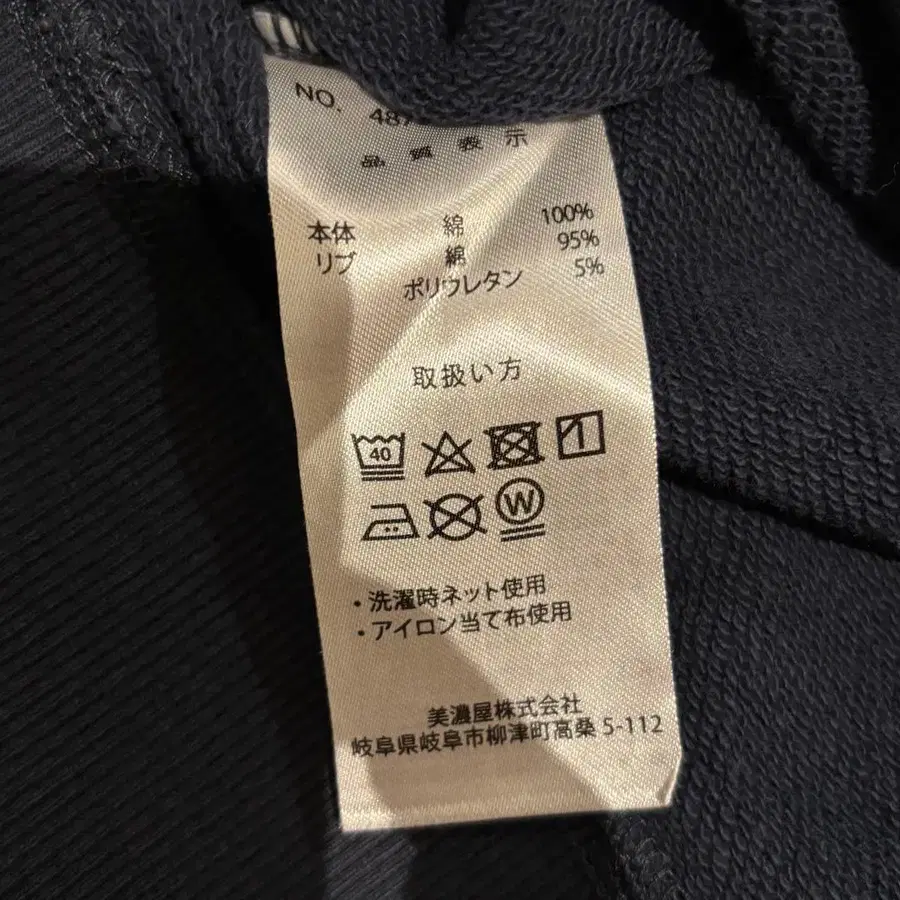 NO. 487
品質表示
本体 綿 100%
リブ 綿 95%
ポリウレタン 5%
取扱い方
40
W
・洗濯時ネット使用
・アイロン当て布使用
美濃屋株式会社
岐阜県岐阜市柳津町高桑 5-112